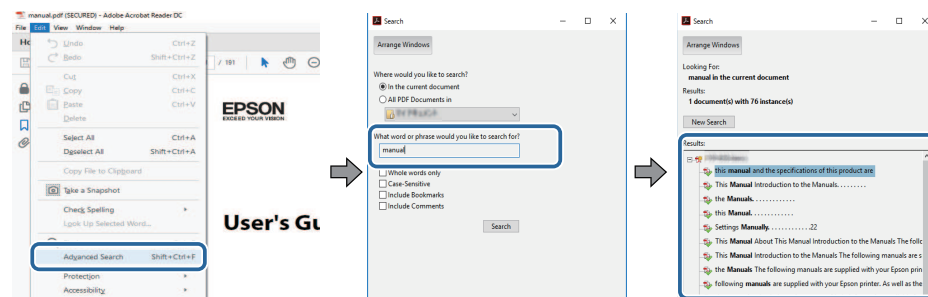 manual.pdf (SECURED) - Adobe Acrobat Reader DC
File Edit View Window Help
Undo Ctrl+Z
Redo Shift+Ctrl+Z
Cut Ctrl+X
Copy Ctrl+C
Paste Ctrl+V
Delete
Select All Ctrl+A
Deselect All Shift+Ctrl+A
Copy File to Clipboard
Take a Snapshot
Check Spelling
Look Up Selected Word...
Advanced Search Shift+Ctrl+F
Protection
Accessibility
/ 191
EPSON
EXCEED YOUR VISION
User's Gu
Search
Arrange Windows
Where would you like to search?
In the current document
All PDF Documents in
What word or phrase would you like to search for?
manual
Whole words only
Case-Sensitive
Include Bookmarks
Include Comments
Search
Search
Arrange Windows
Looking For:
manual in the current document
Results:
1 document(s) with 76 instance(s)
New Search
Results:
this manual and the specifications of this product are
This Manual Introduction to the Manuals. . . . . . . . .
the Manuals. . . . . . . . . . . .
this Manual. . . . . . . . . . . .
Settings Manually. . . . . . . . . . . .22
This Manual About This Manual Introduction to the Manuals The follc
This Manual Introduction to the Manuals The following manuals are s
the Manuals The following manuals are supplied with your Epson prin
following manuals are supplied with your Epson printer. As well as the